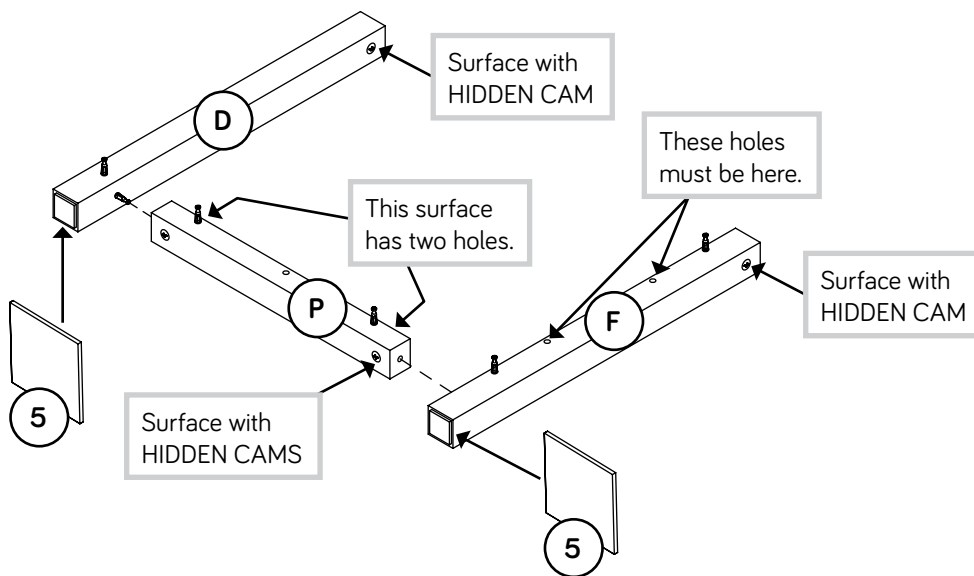 Surface with
HIDDEN CAM
D
These holes
must be here.
This surface
has two holes.
Surface with
HIDDEN CAM
P
F
5
Surface with
HIDDEN CAMS
5